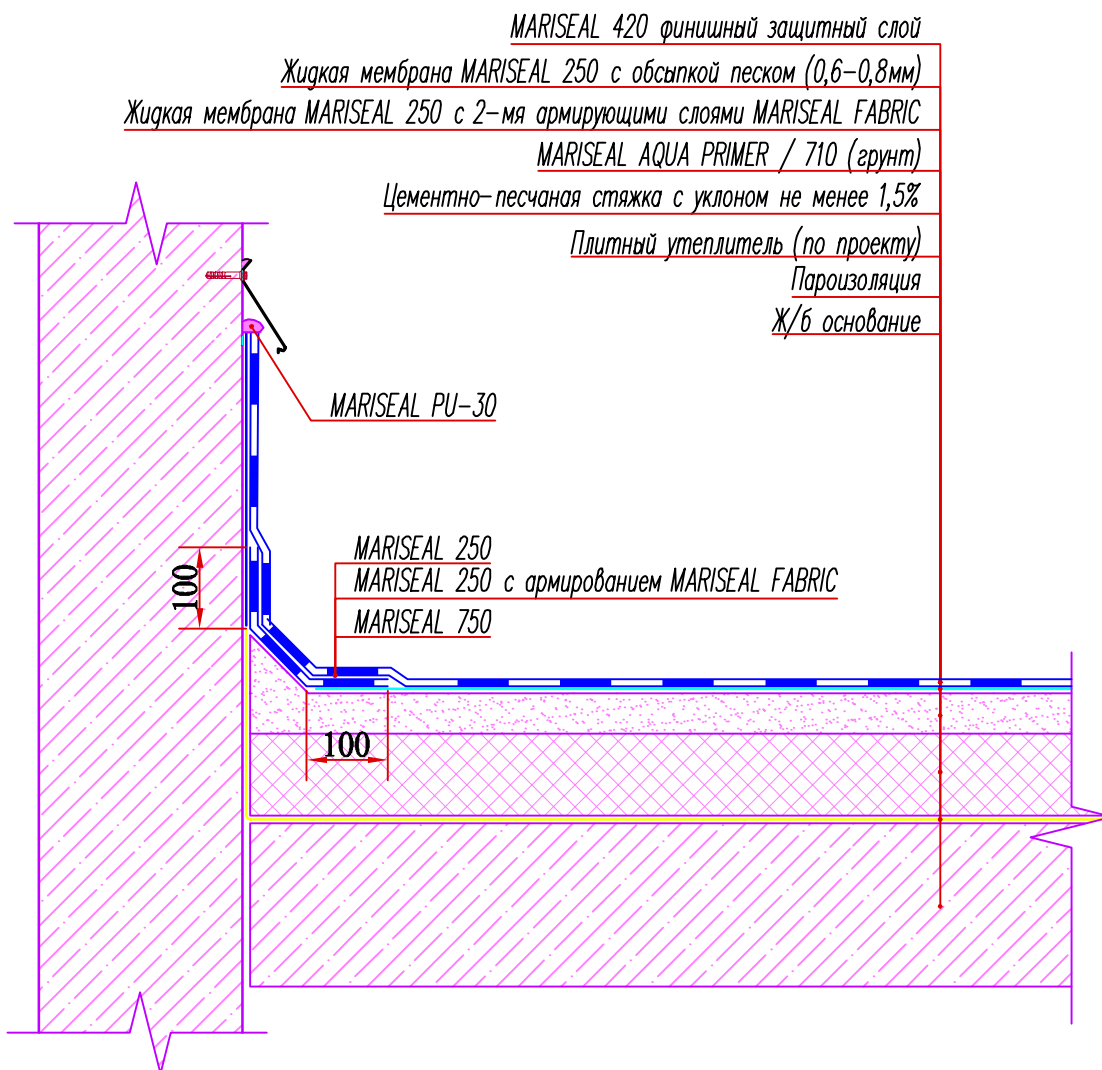 MARISEAL 420 финишный защитный слой
Жидкая мембрана MARISEAL 250 с обсыпкой песком (0,6-0,8мм)
Жидкая мембрана MARISEAL 250 с 2-мя армирующими слоями MARISEAL FABRIC
MARISEAL AQUA PRIMER / 710 (грунт)
Цементно-песчаная стяжка с уклоном не менее 1,5%
Плитный утеплитель (по проекту)
Пароизоляция
Ж/б основание
MARISEAL PU-30
MARISEAL 250
MARISEAL 250 с армированием MARISEAL FABRIC
MARISEAL 750
100
100